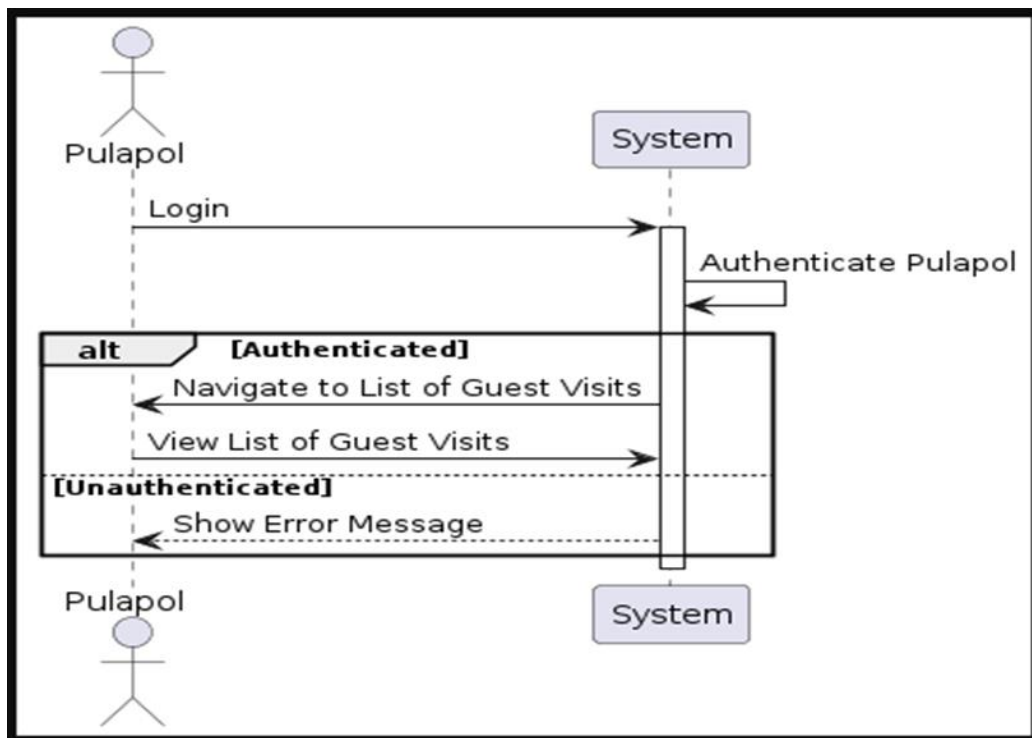 Pulapol
System
Login
Authenticate Pulapol
alt
[Authenticated]
Navigate to List of Guest Visits
View List of Guest Visits
[Unauthenticated]
Show Error Message
Pulapol
System